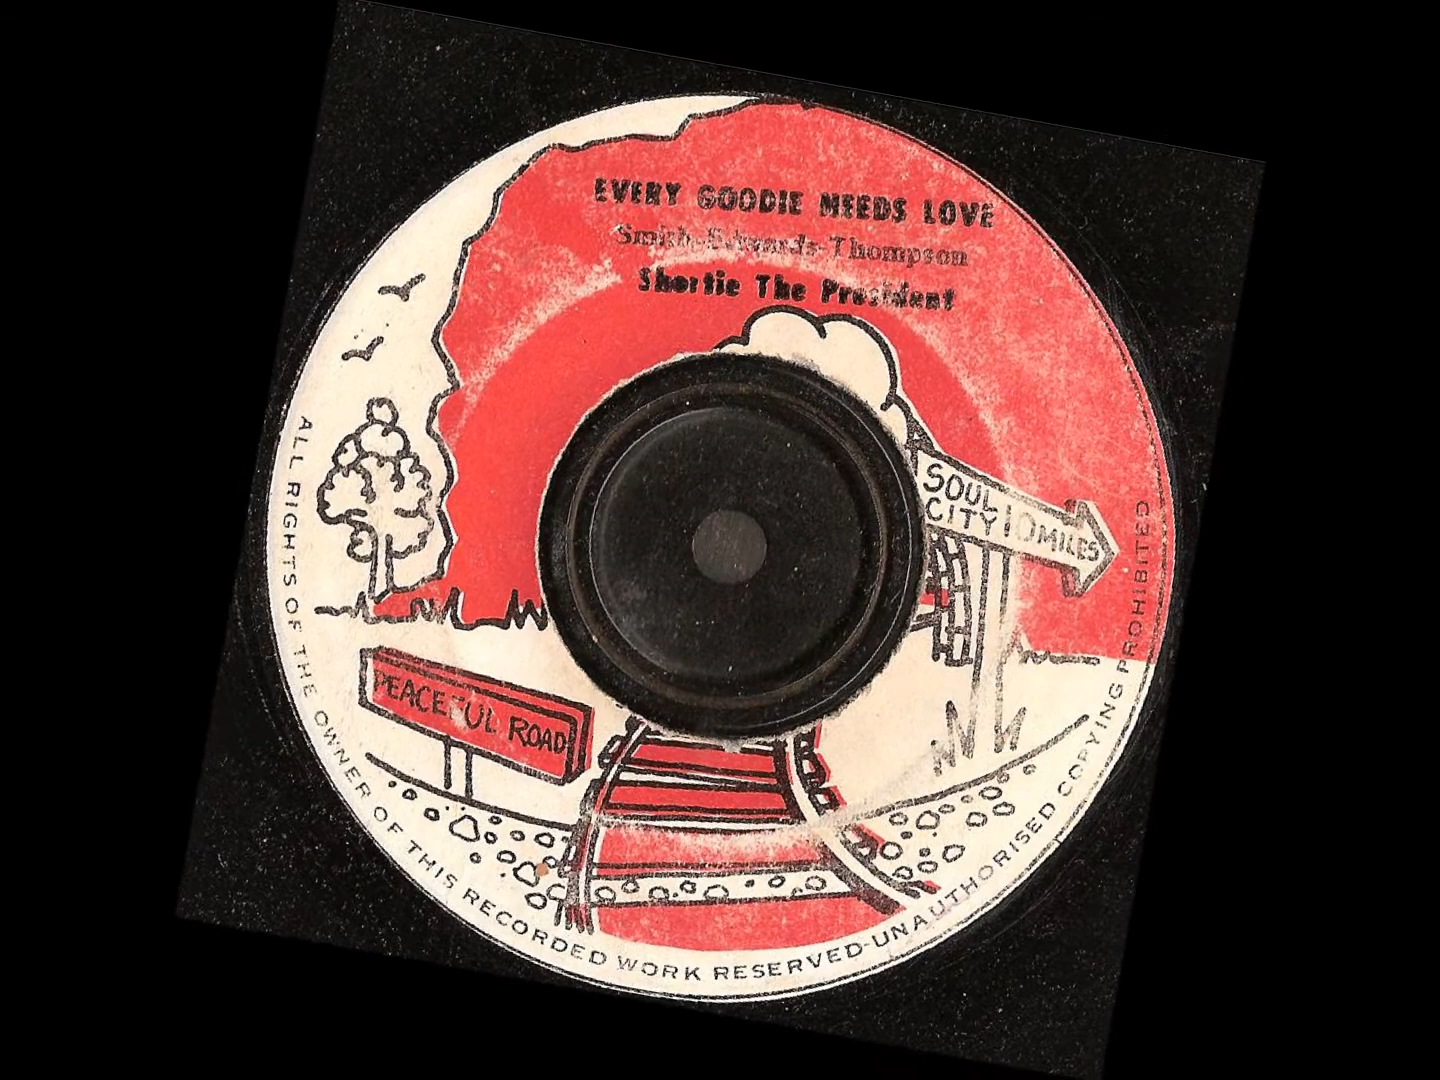 EVERY GOODIE NEEDS LOVE
Smith-Edwards-Thompson
Shortie The President
SOUL
CITY 10 MILES
PEACEFUL ROAD
ALL RIGHTS OF THE OWNER OF THIS RECORDED WORK RESERVED-UNAUTHORISED COPYING PROHIBITED